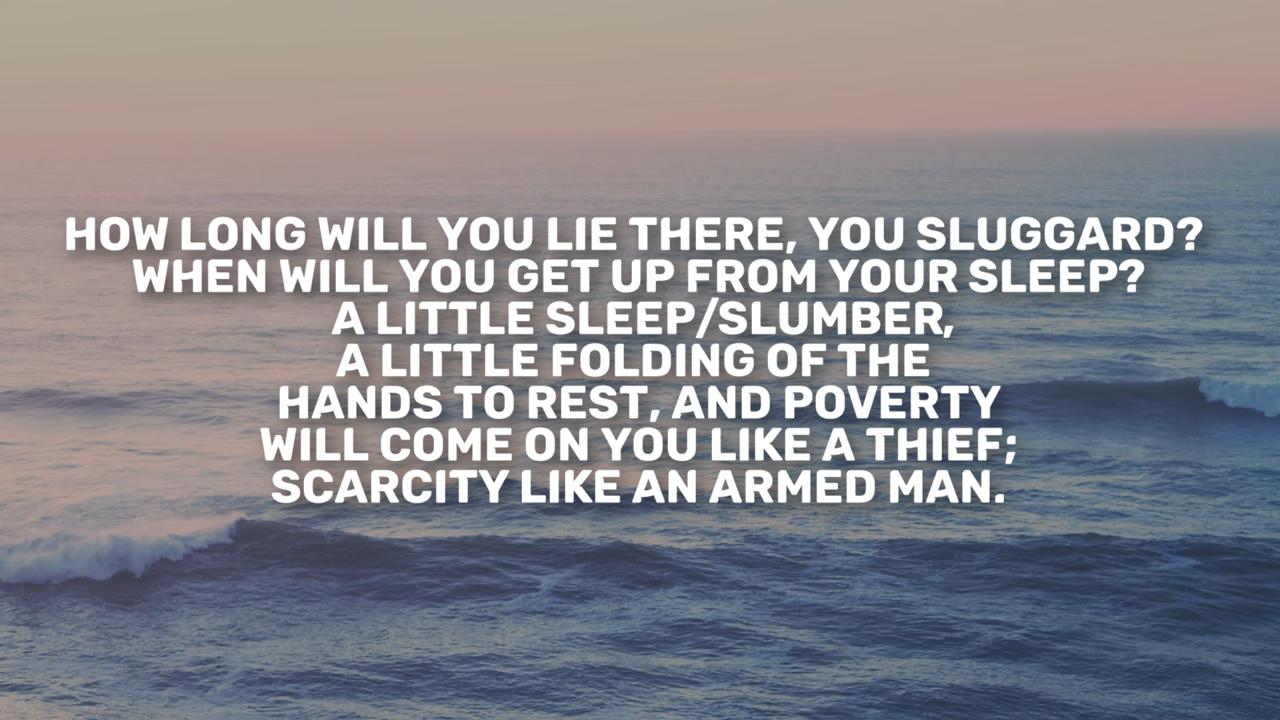 HOW LONG WILL YOU LIE THERE, YOU SLUGGARD?
WHEN WILL YOU GET UP FROM YOUR SLEEP?
A LITTLE SLEEP/SLUMBER,
A LITTLE FOLDING OF THE
HANDS TO REST, AND POVERTY
WILL COME ON YOU LIKE A THIEF;
SCARCITY LIKE AN ARMED MAN.